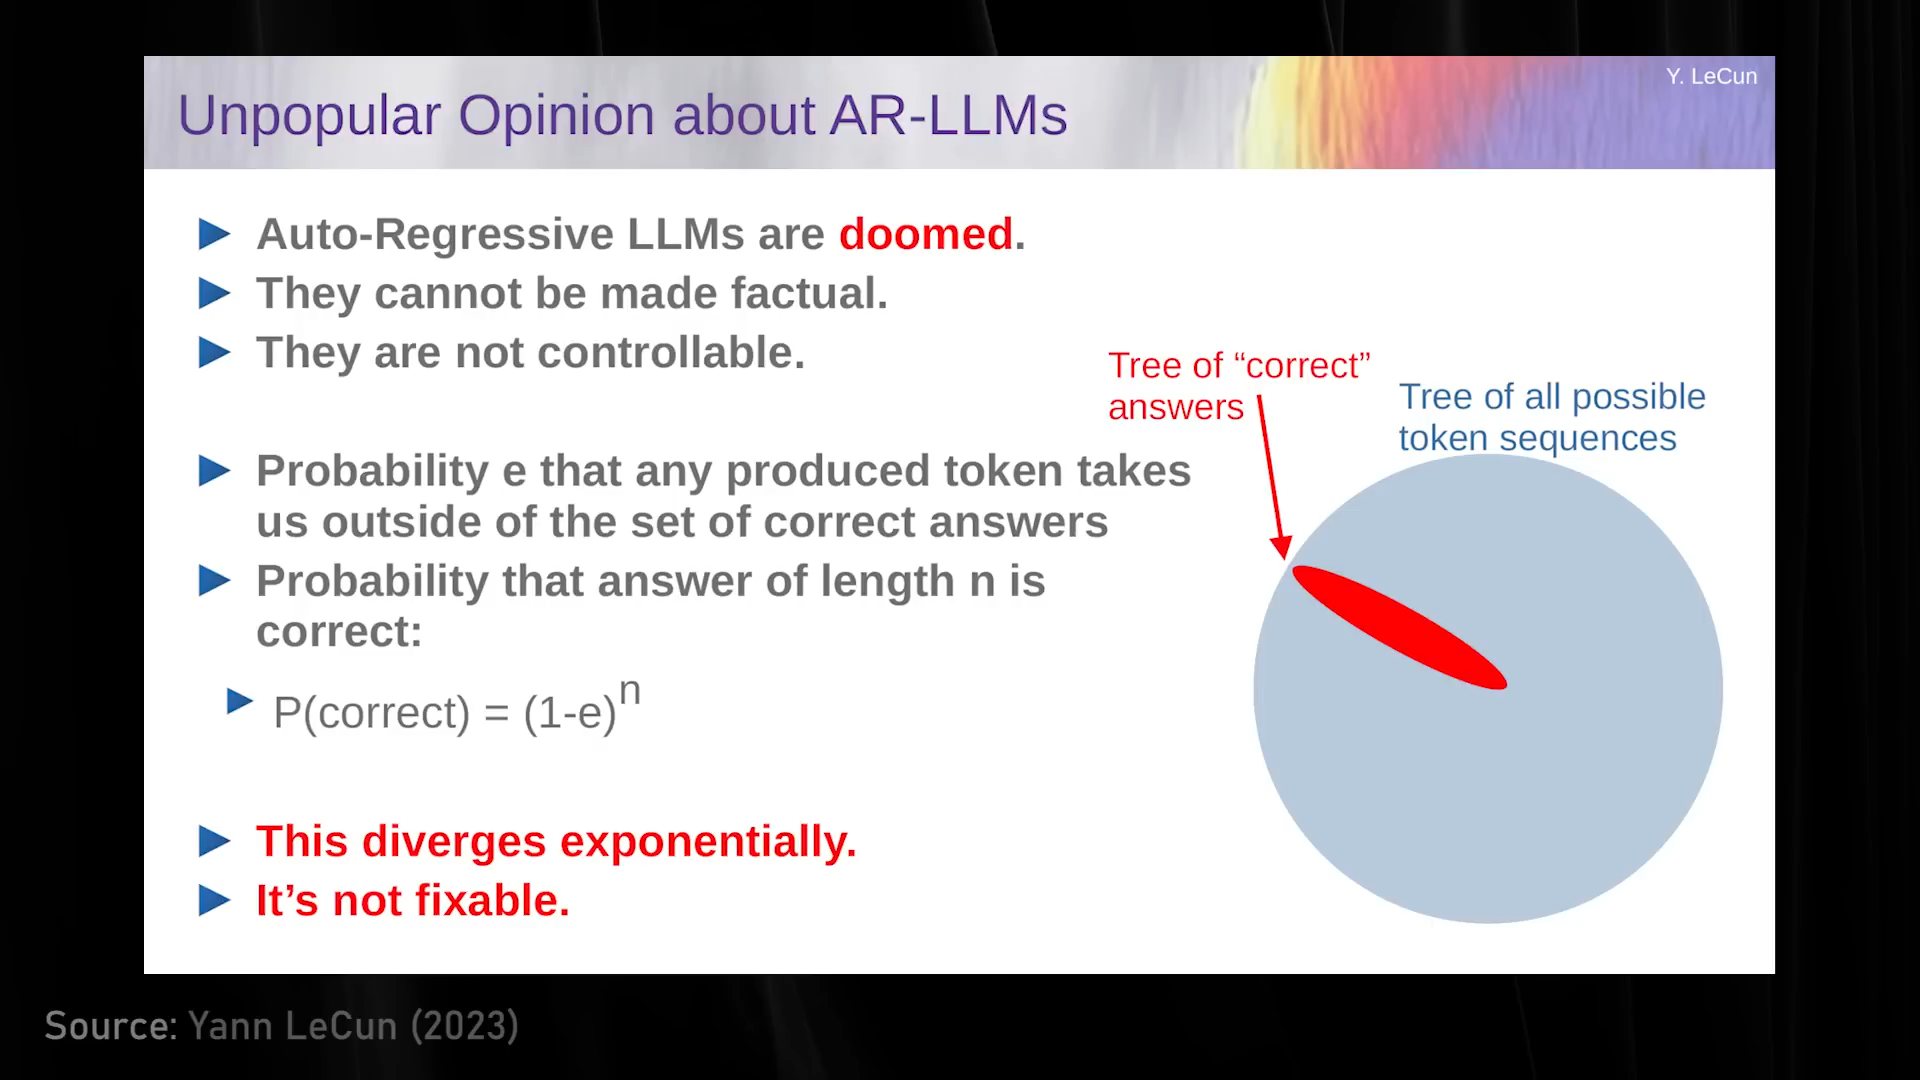 Y. LeCun
Unpopular Opinion about AR-LLMs
Auto-Regressive LLMs are doomed.
They cannot be made factual.
They are not controllable.
Probability e that any produced token takes
us outside of the set of correct answers
Probability that answer of length n is
correct:
P(correct) = (1-e)^n
This diverges exponentially.
It’s not fixable.
Tree of “correct”
answers
Tree of all possible
token sequences
Source: Yann LeCun (2023)